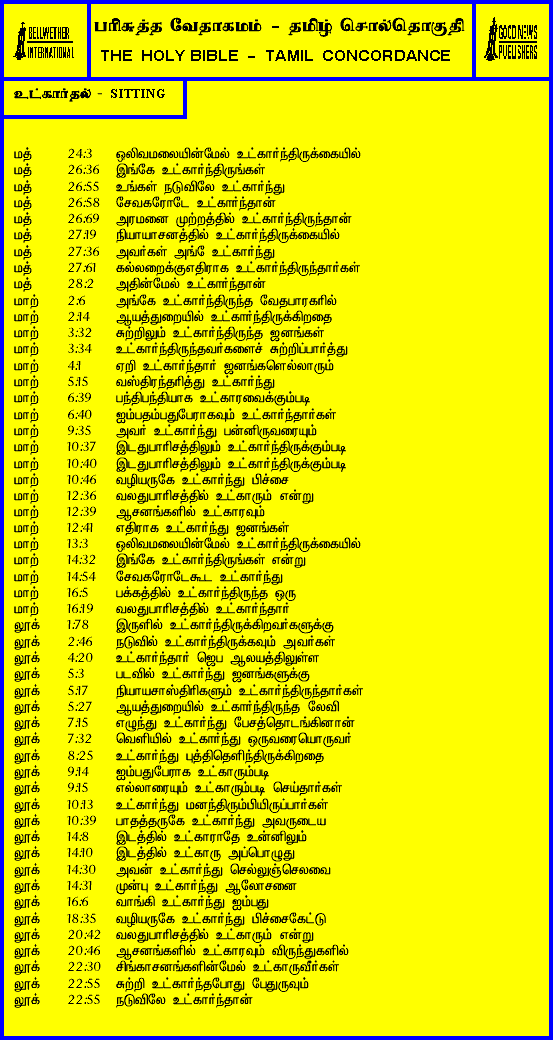 BELLWETHER
INTERNATIONAL
பரிசுத்த வேதாகமம் – தமிழ் சொல்தொகுதி
THE HOLY BIBLE – TAMIL CONCORDANCE
GOOD NEWS
PUBLISHERS
உட்கார்தல் – SITTING
மத் 24:3 ஒலிவமலையின்மேல் உட்கார்ந்திருக்கையில்
மத் 26:36 இங்கே உட்கார்ந்திருங்கள்
மத் 26:55 உங்கள் நடுவிலே உட்கார்ந்து
மத் 26:58 சேவகரோடே உட்கார்ந்தான்
மத் 26:69 அரமனை முற்றத்தில் உட்கார்ந்திருந்தான்
மத் 27:19 நியாயாசனத்தில் உட்கார்ந்திருக்கையில்
மத் 27:36 அவர்கள் அங்கே உட்கார்ந்து
மத் 27:61 கல்லறைக்குஎதிராக உட்கார்ந்திருந்தார்கள்
மத் 28:2 அதின்மேல் உட்கார்ந்தான்
மாற் 2:6 அங்கே உட்கார்ந்திருந்த வேதபாரகரில்
மாற் 2:14 ஆயத்துறையில் உட்கார்ந்திருக்கிறதை
மாற் 3:32 சுற்றிலும் உட்கார்ந்திருந்த ஜனங்கள்
மாற் 3:34 உட்கார்ந்திருந்தவர்களைச் சுற்றிப்பார்த்து
மாற் 4:1 ஏறி உட்கார்ந்தார் ஜனங்களெல்லாரும்
மாற் 5:15 வஸ்திரந்தரித்து உட்கார்ந்து
மாற் 6:39 பந்திபந்தியாக உட்காரவைக்கும்படி
மாற் 6:40 ஐம்பதம்பதுபேராகவும் உட்கார்ந்தார்கள்
மாற் 9:35 அவர் உட்கார்ந்து பன்னிருவரையும்
மாற் 10:37 இடதுபாரிசத்திலும் உட்கார்ந்திருக்கும்படி
மாற் 10:40 இடதுபாரிசத்திலும் உட்கார்ந்திருக்கும்படி
மாற் 10:46 வழியருகே உட்கார்ந்து பிச்சை
மாற் 12:36 வலதுபாரிசத்தில் உட்காரும் என்று
மாற் 12:39 ஆசனங்களில் உட்காரவும்
மாற் 12:41 எதிராக உட்கார்ந்து ஜனங்கள்
மாற் 13:3 ஒலிவமலையின்மேல் உட்கார்ந்திருக்கையில்
மாற் 14:32 இங்கே உட்கார்ந்திருங்கள் என்று
மாற் 14:54 சேவகரோடேகூட உட்கார்ந்து
மாற் 16:5 பக்கத்தில் உட்கார்ந்திருந்த ஒரு
மாற் 16:19 வலதுபாரிசத்தில் உட்கார்ந்தார்
லூக் 1:78 இருளில் உட்கார்ந்திருக்கிறவர்களுக்கு
லூக் 2:46 நடுவில் உட்கார்ந்திருக்கவும் அவர்கள்
லூக் 4:20 உட்கார்ந்தார் ஜெப ஆலயத்திலுள்ள
லூக் 5:3 படவில் உட்கார்ந்து ஜனங்களுக்கு
லூக் 5:17 நியாயசாஸ்திரிகளும் உட்கார்ந்திருந்தார்கள்
லூக் 5:27 ஆயத்துறையில் உட்கார்ந்திருந்த லேவி
லூக் 7:15 எழுந்து உட்கார்ந்து பேசத்தொடங்கினான்
லூக் 7:32 வெளியில் உட்கார்ந்து ஒருவரையொருவர்
லூக் 8:25 உட்கார்ந்து புத்திதெளிந்திருக்கிறதை
லூக் 9:14 ஐம்பதுபேராக உட்காரும்படி
லூக் 9:15 எல்லாரையும் உட்காரும்படி செய்தார்கள்
லூக் 10:13 உட்கார்ந்து மனந்திரும்பியிருப்பார்கள்
லூக் 10:39 பாதத்தருகே உட்கார்ந்து அவருடைய
லூக் 14:8 இடத்தில் உட்காராதே உன்னிலும்
லூக் 14:10 இடத்தில் உட்காரு அப்பொழுது
லூக் 14:30 அவன் உட்கார்ந்து செல்லுஞ்செலவை
லூக் 14:31 முன்பு உட்கார்ந்து ஆலோசனை
லூக் 16:6 வாங்கி உட்கார்ந்து ஐம்பது
லூக் 18:35 வழியருகே உட்கார்ந்து பிச்சைகேட்டு
லூக் 20:42 வலதுபாரிசத்தில் உட்காரும் என்று
லூக் 20:46 ஆசனங்களில் உட்காரவும் விருந்துகளில்
லூக் 22:30 சிங்காசனங்களின்மேல் உட்காருவீர்கள்
லூக் 22:55 சுற்றி உட்கார்ந்தபோது பேதுருவும்
லூக் 22:55 நடுவிலே உட்கார்ந்தான்